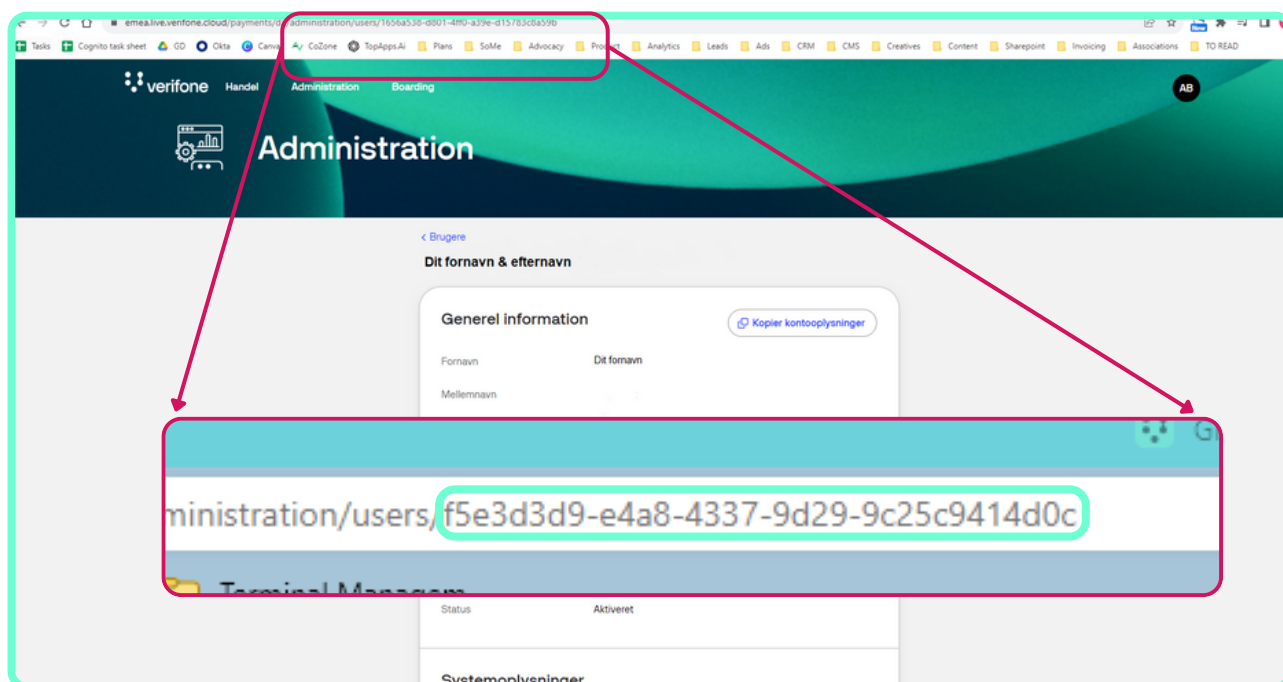 emea.live.verifone.cloud/payments/d administration/users/1656a538-d801-4ff0-a39e-d15783c8a59b
Tasks Cognito task sheet GD Okta Canva CoZone TopApps.Ai Plans SoMe Advocacy Product Analytics Leads Ads CRM CMS Creatives Content Sharepoint Invoicing Associations TO READ
verifone Handel Administration Boarding AB
Administration
< Brugere
Dit fornavn & efternavn
Generel information
Kopier kontooplysninger
Fornavn Dit fornavn
Mellemnavn
ministration/users/f5e3d3d9-e4a8-4337-9d29-9c25c9414d0c
Terminal Managem
Status Aktiveret
Systemoplysninger